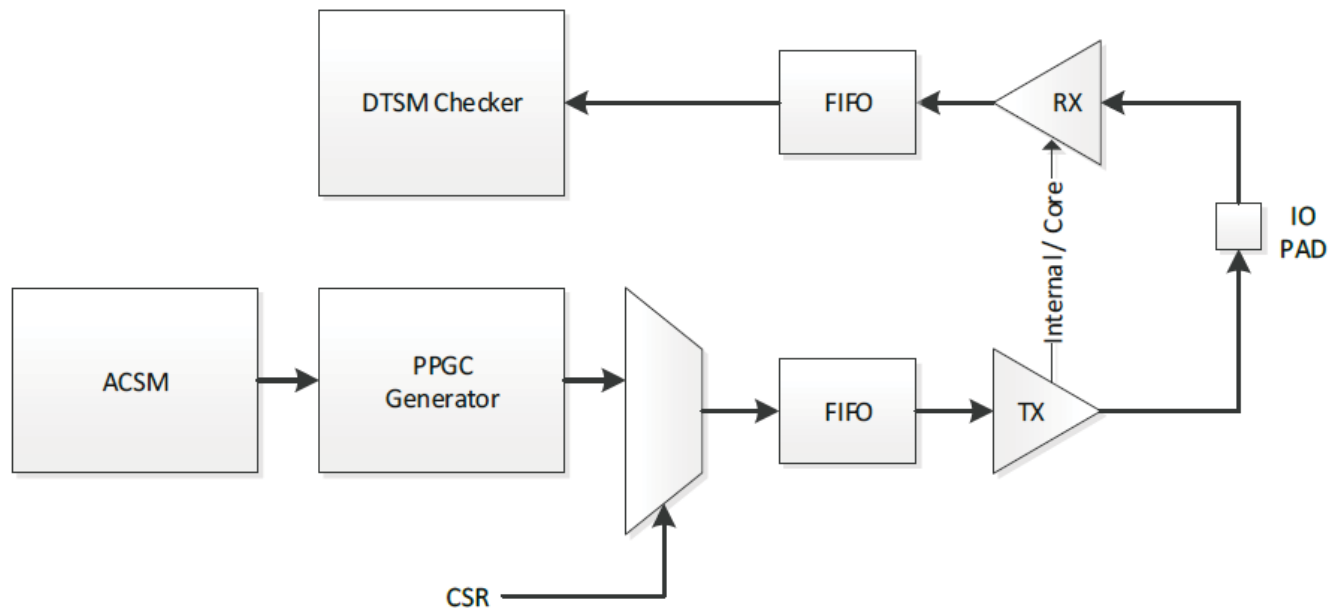 DTSM Checker
FIFO
RX
IO
PAD
Internal / Core
ACSM
PPGC
Generator
FIFO
TX
CSR